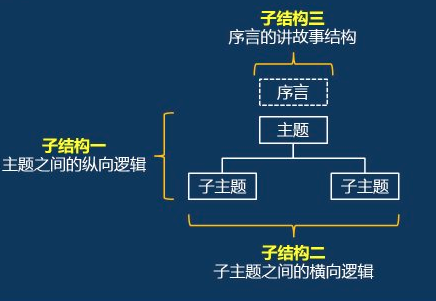 子结构三
序言的讲故事结构
序言
主题
子结构一
主题之间的纵向逻辑
子主题
子主题
子结构二
子主题之间的横向逻辑